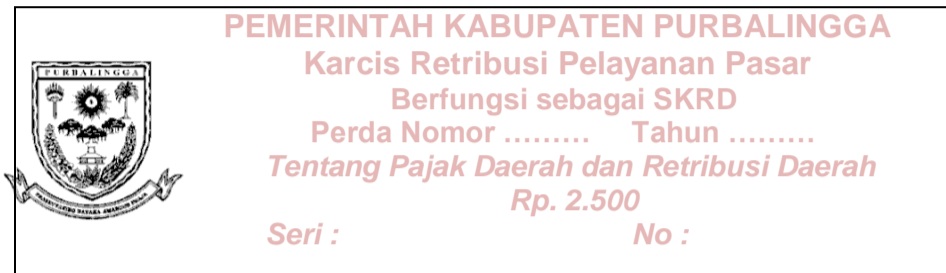 PEMERINTAH KABUPATEN PURBALINGGA
Karcis Retribusi Pelayanan Pasar
Berfungsi sebagai SKRD
Perda Nomor ......... Tahun .........
Tentang Pajak Daerah dan Retribusi Daerah
Rp. 2.500
Seri : No :
PURBALINGGA